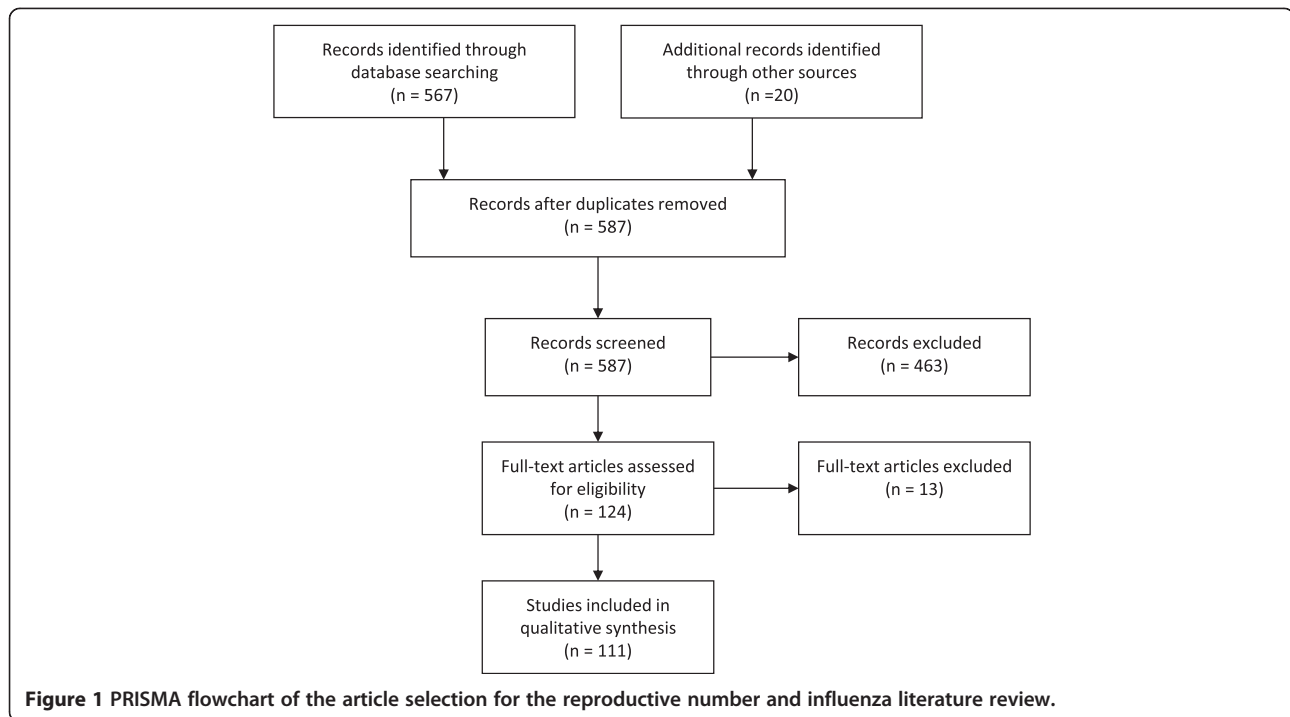 Records identified through
database searching
(n = 567)
Additional records identified
through other sources
(n =20)
Records after duplicates removed
(n = 587)
Records screened
(n = 587)
Records excluded
(n = 463)
Full-text articles assessed
for eligibility
(n = 124)
Full-text articles excluded
(n = 13)
Studies included in
qualitative synthesis
(n = 111)
Figure 1 PRISMA flowchart of the article selection for the reproductive number and influenza literature review.